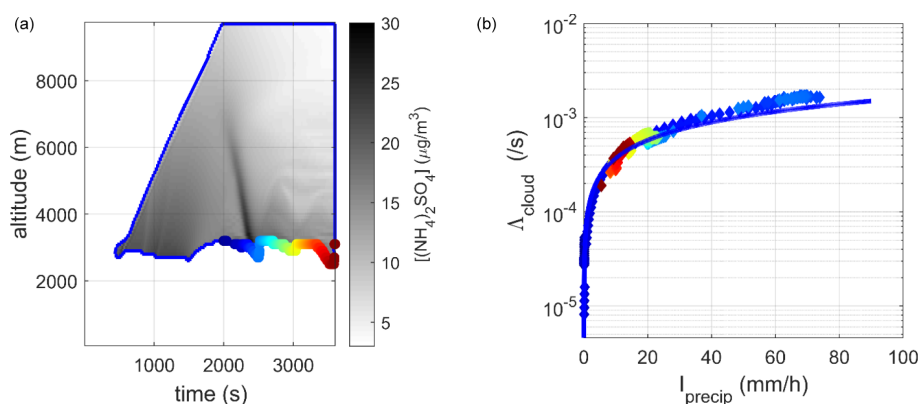 (a)
8000
6000
4000
2000
altitude (m)
1000 2000 3000
time (s)
30
25
20
15
10
5
[(NH4)2SO4] (μg/m³)
(b)
10⁻²
10⁻³
10⁻⁴
10⁻⁵
Λcloud (/s)
0 20 40 60 80 100
Iprecip (mm/h)